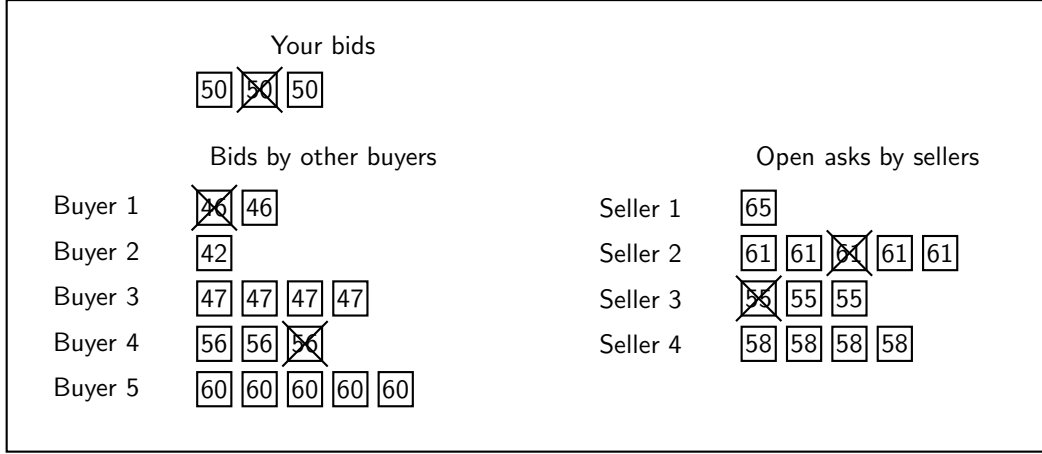 Your bids
50 50 50
Bids by other buyers
Open asks by sellers
Buyer 1 46 46
Seller 1 65
Buyer 2 42
Seller 2 61 61 61 61 61
Buyer 3 47 47 47 47
Seller 3 55 55 55
Buyer 4 56 56 56
Seller 4 58 58 58 58
Buyer 5 60 60 60 60 60